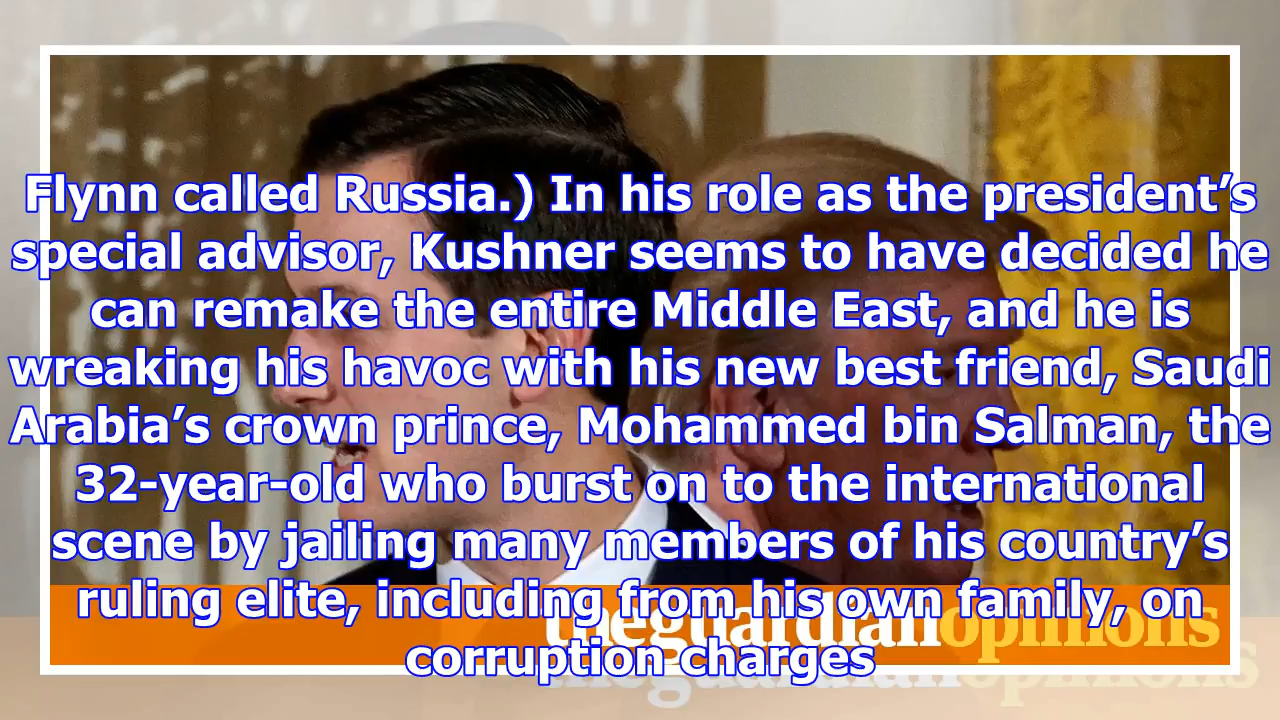 Flynn called Russia.) In his role as the president’s
special advisor, Kushner seems to have decided he
can remake the entire Middle East, and he is
wreaking his havoc with his new best friend, Saudi
Arabia’s crown prince, Mohammed bin Salman, the
32-year-old who burst on to the international
scene by jailing many members of his country’s
ruling elite, including from his own family, on
theguardianopinions
corruption charges
theguardianopinions